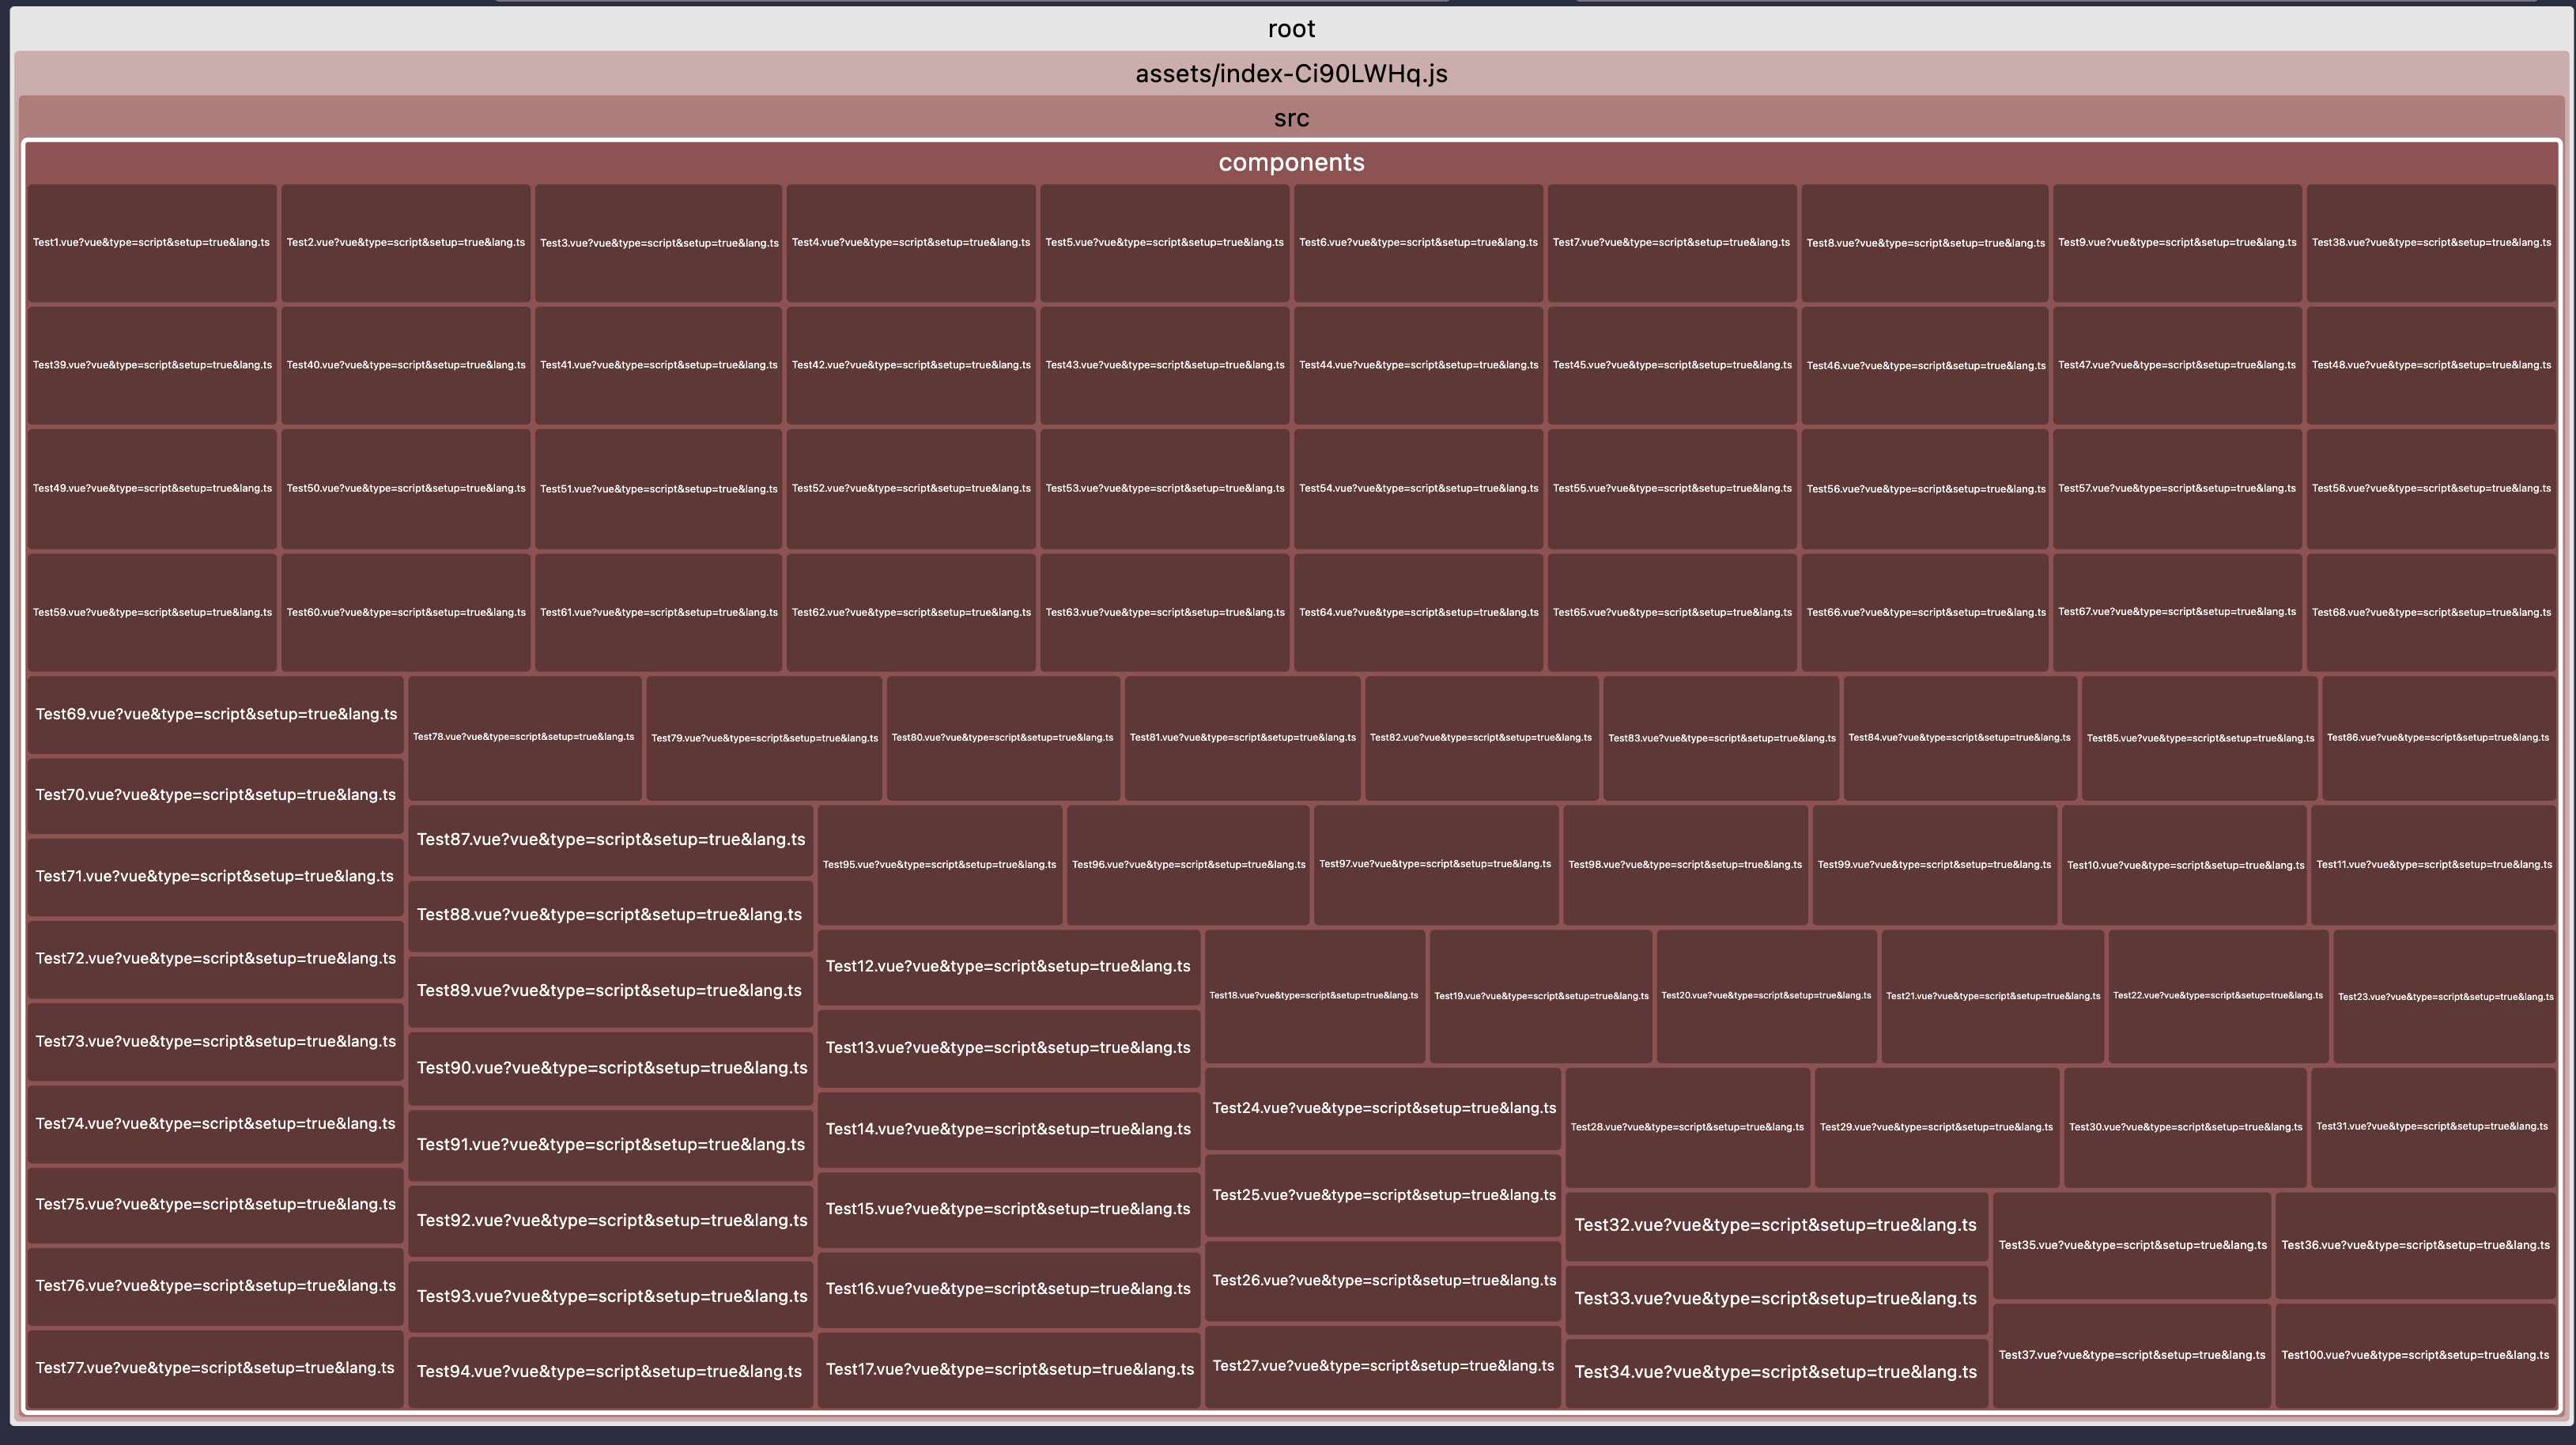 root
assets/index-Ci90LWHq.js
src
components
Test1.vue?vue&type=script&setup=true&lang.ts
Test2.vue?vue&type=script&setup=true&lang.ts
Test3.vue?vue&type=script&setup=true&lang.ts
Test4.vue?vue&type=script&setup=true&lang.ts
Test5.vue?vue&type=script&setup=true&lang.ts
Test6.vue?vue&type=script&setup=true&lang.ts
Test7.vue?vue&type=script&setup=true&lang.ts
Test8.vue?vue&type=script&setup=true&lang.ts
Test9.vue?vue&type=script&setup=true&lang.ts
Test38.vue?vue&type=script&setup=true&lang.ts
Test39.vue?vue&type=script&setup=true&lang.ts
Test40.vue?vue&type=script&setup=true&lang.ts
Test41.vue?vue&type=script&setup=true&lang.ts
Test42.vue?vue&type=script&setup=true&lang.ts
Test43.vue?vue&type=script&setup=true&lang.ts
Test44.vue?vue&type=script&setup=true&lang.ts
Test45.vue?vue&type=script&setup=true&lang.ts
Test46.vue?vue&type=script&setup=true&lang.ts
Test47.vue?vue&type=script&setup=true&lang.ts
Test48.vue?vue&type=script&setup=true&lang.ts
Test49.vue?vue&type=script&setup=true&lang.ts
Test50.vue?vue&type=script&setup=true&lang.ts
Test51.vue?vue&type=script&setup=true&lang.ts
Test52.vue?vue&type=script&setup=true&lang.ts
Test53.vue?vue&type=script&setup=true&lang.ts
Test54.vue?vue&type=script&setup=true&lang.ts
Test55.vue?vue&type=script&setup=true&lang.ts
Test56.vue?vue&type=script&setup=true&lang.ts
Test57.vue?vue&type=script&setup=true&lang.ts
Test58.vue?vue&type=script&setup=true&lang.ts
Test59.vue?vue&type=script&setup=true&lang.ts
Test60.vue?vue&type=script&setup=true&lang.ts
Test61.vue?vue&type=script&setup=true&lang.ts
Test62.vue?vue&type=script&setup=true&lang.ts
Test63.vue?vue&type=script&setup=true&lang.ts
Test64.vue?vue&type=script&setup=true&lang.ts
Test65.vue?vue&type=script&setup=true&lang.ts
Test66.vue?vue&type=script&setup=true&lang.ts
Test67.vue?vue&type=script&setup=true&lang.ts
Test68.vue?vue&type=script&setup=true&lang.ts
Test69.vue?vue&type=script&setup=true&lang.ts
Test70.vue?vue&type=script&setup=true&lang.ts
Test71.vue?vue&type=script&setup=true&lang.ts
Test72.vue?vue&type=script&setup=true&lang.ts
Test73.vue?vue&type=script&setup=true&lang.ts
Test74.vue?vue&type=script&setup=true&lang.ts
Test75.vue?vue&type=script&setup=true&lang.ts
Test76.vue?vue&type=script&setup=true&lang.ts
Test77.vue?vue&type=script&setup=true&lang.ts
Test78.vue?vue&type=script&setup=true&lang.ts
Test79.vue?vue&type=script&setup=true&lang.ts
Test80.vue?vue&type=script&setup=true&lang.ts
Test81.vue?vue&type=script&setup=true&lang.ts
Test82.vue?vue&type=script&setup=true&lang.ts
Test83.vue?vue&type=script&setup=true&lang.ts
Test84.vue?vue&type=script&setup=true&lang.ts
Test85.vue?vue&type=script&setup=true&lang.ts
Test86.vue?vue&type=script&setup=true&lang.ts
Test87.vue?vue&type=script&setup=true&lang.ts
Test88.vue?vue&type=script&setup=true&lang.ts
Test89.vue?vue&type=script&setup=true&lang.ts
Test90.vue?vue&type=script&setup=true&lang.ts
Test91.vue?vue&type=script&setup=true&lang.ts
Test92.vue?vue&type=script&setup=true&lang.ts
Test93.vue?vue&type=script&setup=true&lang.ts
Test94.vue?vue&type=script&setup=true&lang.ts
Test95.vue?vue&type=script&setup=true&lang.ts
Test96.vue?vue&type=script&setup=true&lang.ts
Test97.vue?vue&type=script&setup=true&lang.ts
Test98.vue?vue&type=script&setup=true&lang.ts
Test99.vue?vue&type=script&setup=true&lang.ts
Test10.vue?vue&type=script&setup=true&lang.ts
Test11.vue?vue&type=script&setup=true&lang.ts
Test12.vue?vue&type=script&setup=true&lang.ts
Test13.vue?vue&type=script&setup=true&lang.ts
Test14.vue?vue&type=script&setup=true&lang.ts
Test15.vue?vue&type=script&setup=true&lang.ts
Test16.vue?vue&type=script&setup=true&lang.ts
Test17.vue?vue&type=script&setup=true&lang.ts
Test18.vue?vue&type=script&setup=true&lang.ts
Test19.vue?vue&type=script&setup=true&lang.ts
Test20.vue?vue&type=script&setup=true&lang.ts
Test21.vue?vue&type=script&setup=true&lang.ts
Test22.vue?vue&type=script&setup=true&lang.ts
Test23.vue?vue&type=script&setup=true&lang.ts
Test24.vue?vue&type=script&setup=true&lang.ts
Test25.vue?vue&type=script&setup=true&lang.ts
Test26.vue?vue&type=script&setup=true&lang.ts
Test27.vue?vue&type=script&setup=true&lang.ts
Test28.vue?vue&type=script&setup=true&lang.ts
Test29.vue?vue&type=script&setup=true&lang.ts
Test30.vue?vue&type=script&setup=true&lang.ts
Test31.vue?vue&type=script&setup=true&lang.ts
Test32.vue?vue&type=script&setup=true&lang.ts
Test33.vue?vue&type=script&setup=true&lang.ts
Test34.vue?vue&type=script&setup=true&lang.ts
Test35.vue?vue&type=script&setup=true&lang.ts
Test36.vue?vue&type=script&setup=true&lang.ts
Test37.vue?vue&type=script&setup=true&lang.ts
Test100.vue?vue&type=script&setup=true&lang.ts